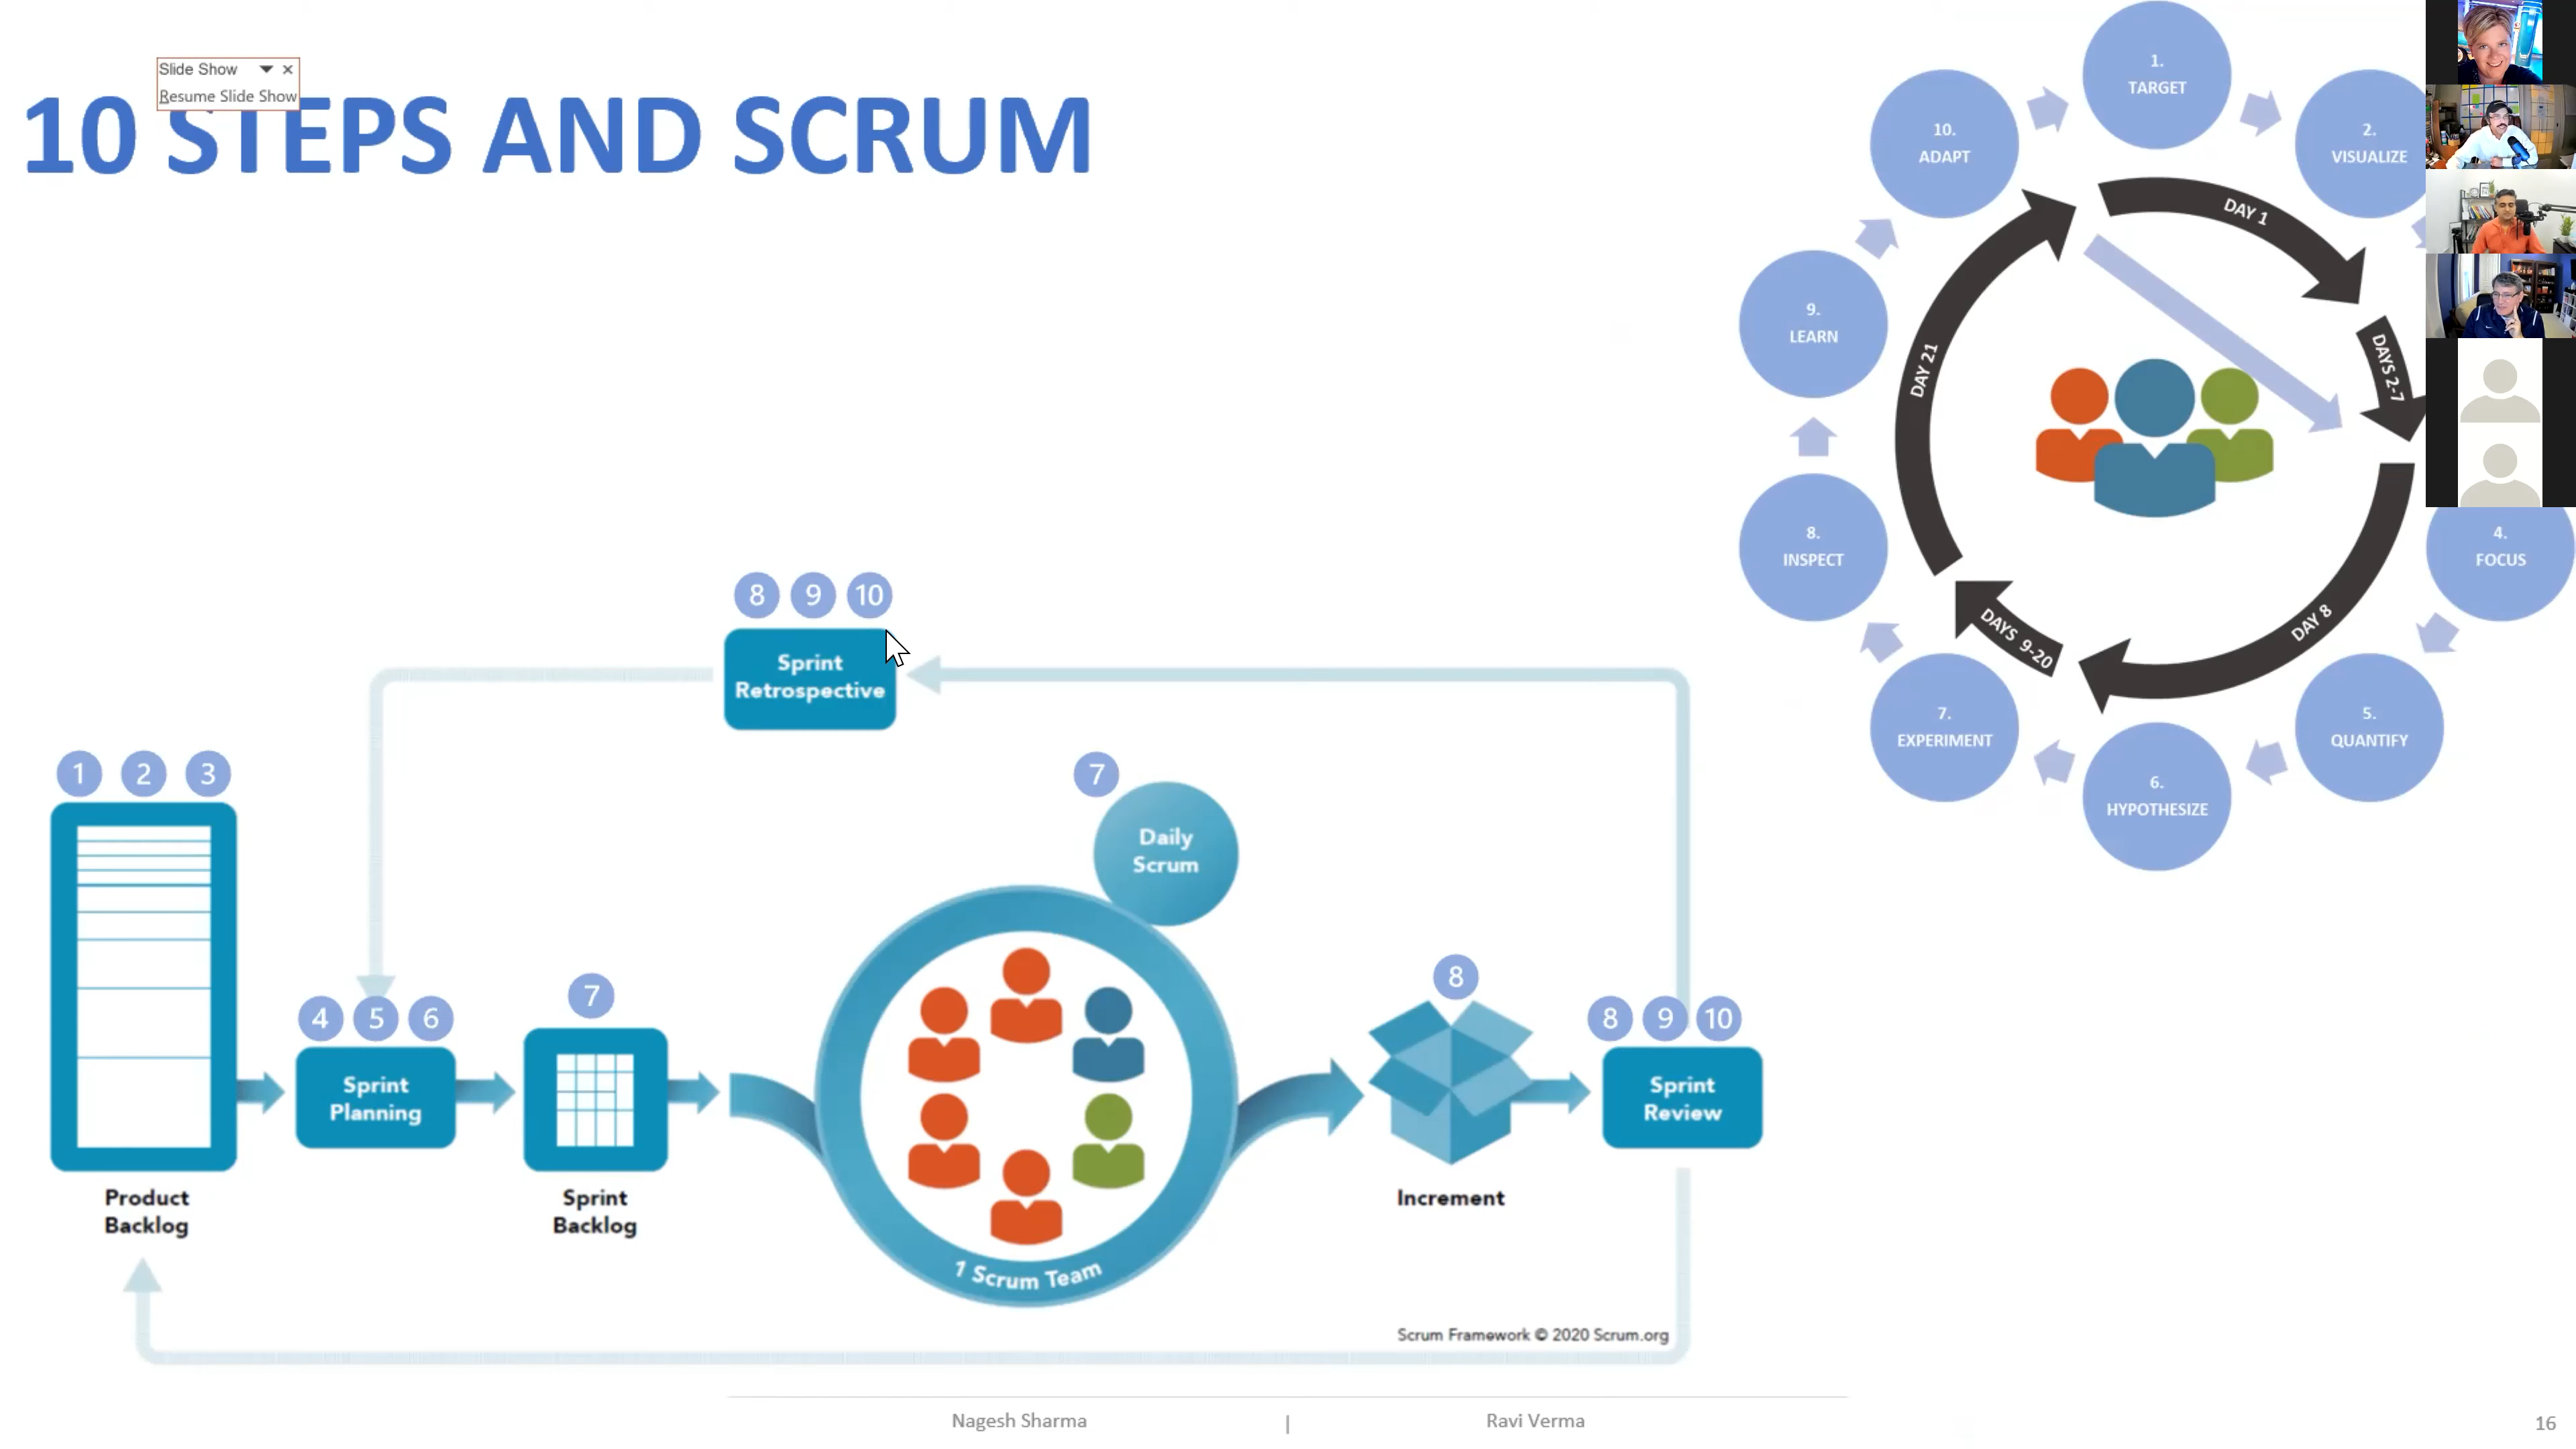 Slide Show
Resume Slide Show
10 STEPS AND SCRUM
1.
TARGET
2.
VISUALIZE
4.
FOCUS
5.
QUANTIFY
6.
HYPOTHESIZE
7.
EXPERIMENT
8.
INSPECT
9.
LEARN
10.
ADAPT
DAY 1
DAYS 2-7
DAY 8
DAYS 9-20
DAY 21
8 9 10
Sprint
Retrospective
1 2 3
Product
Backlog
4 5 6
Sprint
Planning
7
Sprint
Backlog
7
Daily
Scrum
1 Scrum Team
8
Increment
8 9 10
Sprint
Review
Scrum Framework © 2020 Scrum.org
Nagesh Sharma | Ravi Verma
16